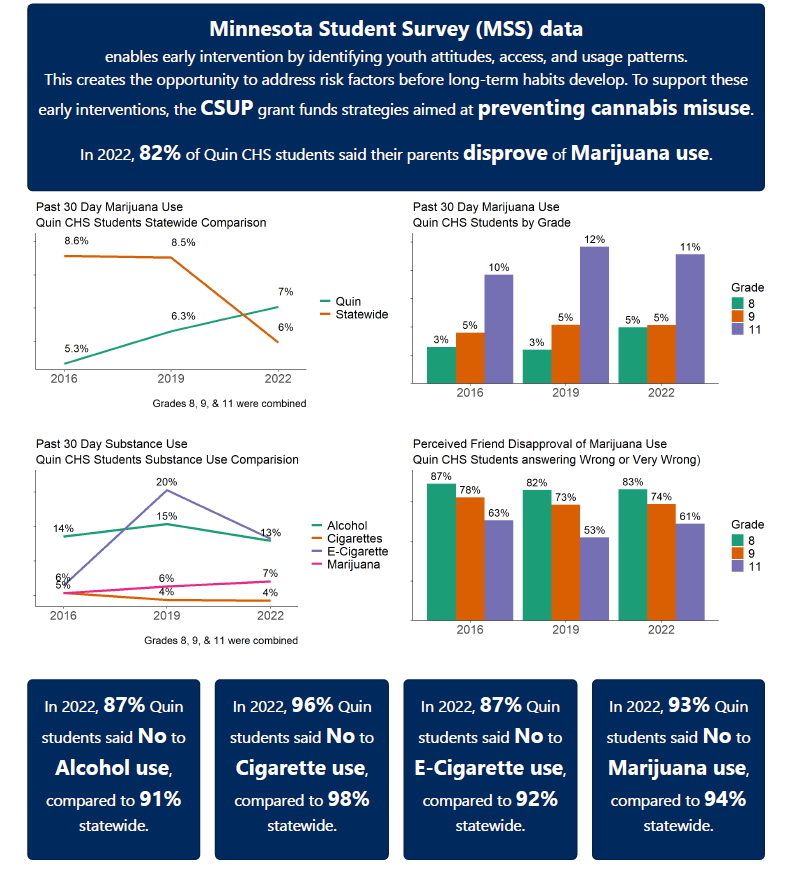 Minnesota Student Survey (MSS) data
enables early intervention by identifying youth attitudes, access, and usage patterns.
This creates the opportunity to address risk factors before long-term habits develop. To support these
early interventions, the CSUP grant funds strategies aimed at preventing cannabis misuse.
In 2022, 82% of Quin CHS students said their parents disprove of Marijuana use.
Past 30 Day Marijuana Use
Quin CHS Students Statewide Comparison
8.6%
8.5%
7%
6.3%
6%
5.3%
Quin
Statewide
2016
2019
2022
Grades 8, 9, & 11 were combined
Past 30 Day Marijuana Use
Quin CHS Students by Grade
3%
5%
10%
3%
5%
12%
5%
5%
11%
Grade
8
9
11
2016
2019
2022
Past 30 Day Substance Use
Quin CHS Students Substance Use Comparision
20%
14%
15%
13%
6%
5%
6%
4%
7%
4%
Alcohol
Cigarettes
E-Cigarette
Marijuana
2016
2019
2022
Grades 8, 9, & 11 were combined
Perceived Friend Disapproval of Marijuana Use
Quin CHS Students answering Wrong or Very Wrong)
87%
78%
63%
82%
73%
53%
83%
74%
61%
Grade
8
9
11
2016
2019
2022
In 2022, 87% Quin
students said No to
Alcohol use,
compared to 91%
statewide.
In 2022, 96% Quin
students said No to
Cigarette use,
compared to 98%
statewide.
In 2022, 87% Quin
students said No to
E-Cigarette use,
compared to 92%
statewide.
In 2022, 93% Quin
students said No to
Marijuana use,
compared to 94%
statewide.